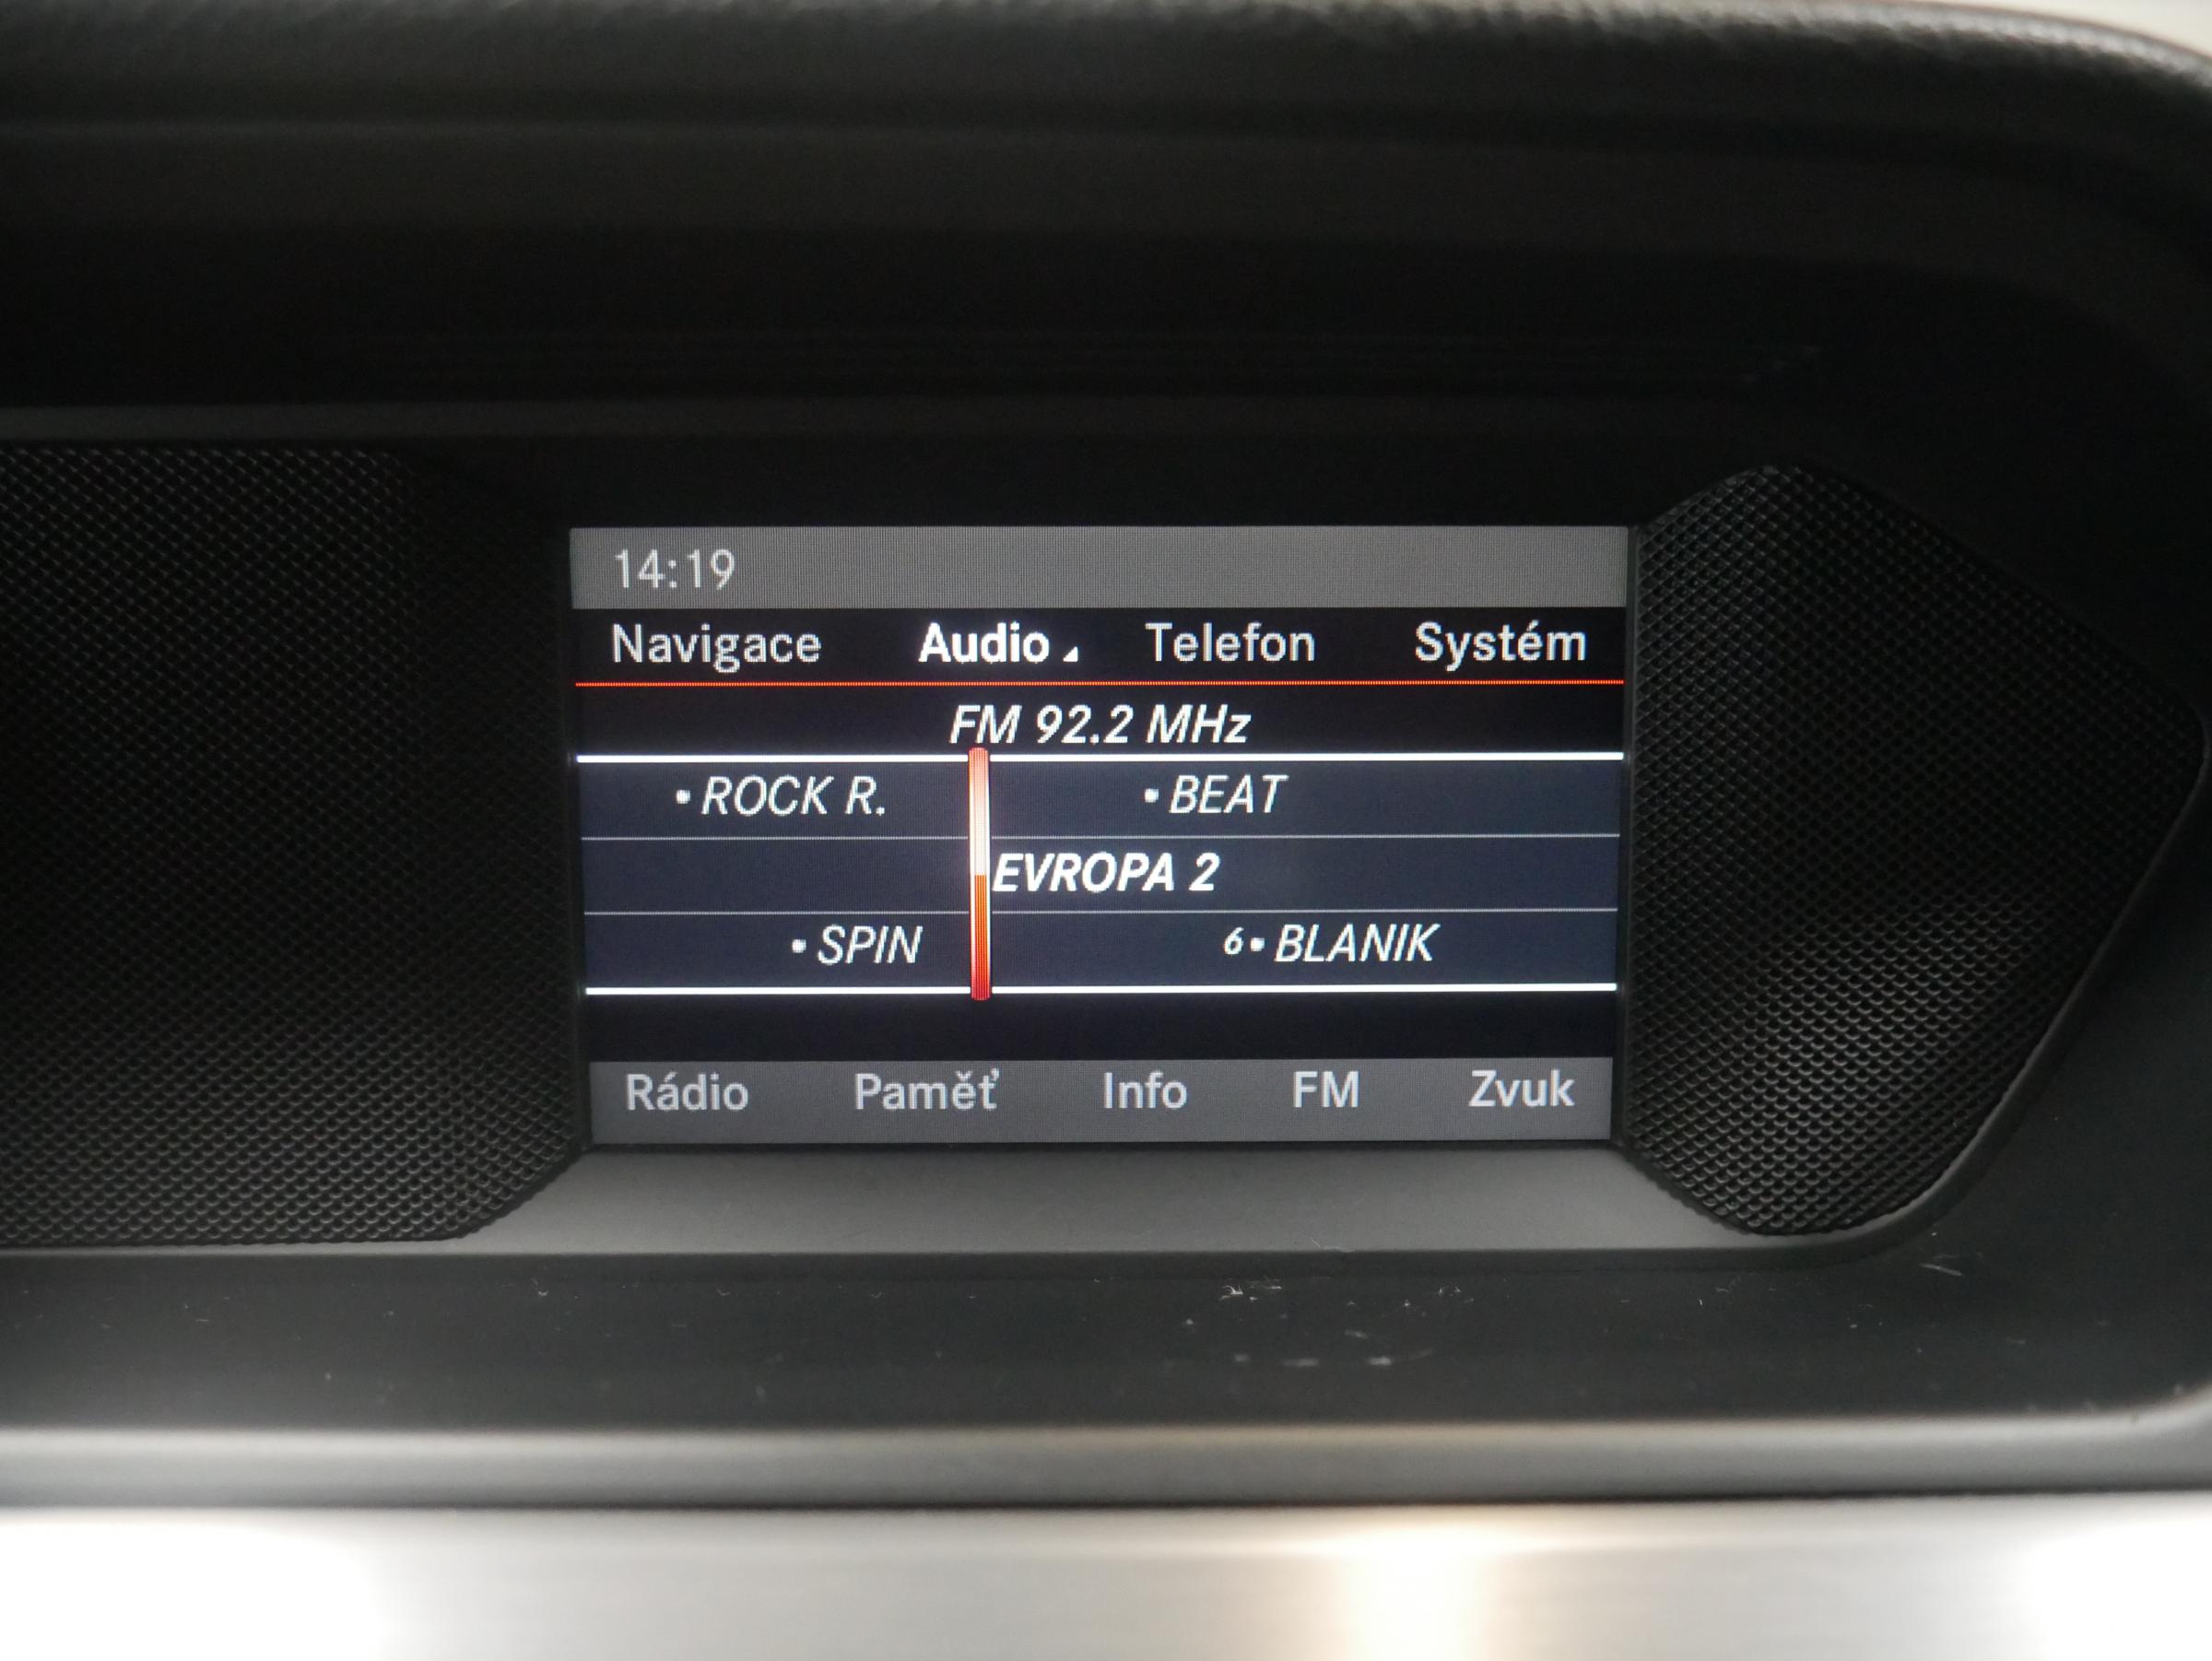 14:19
Navigace Audio Telefon Systém
FM 92.2 MHz
•ROCK R. •BEAT
EVROPA 2
•SPIN 6•BLANIK
Rádio Paměť Info FM Zvuk